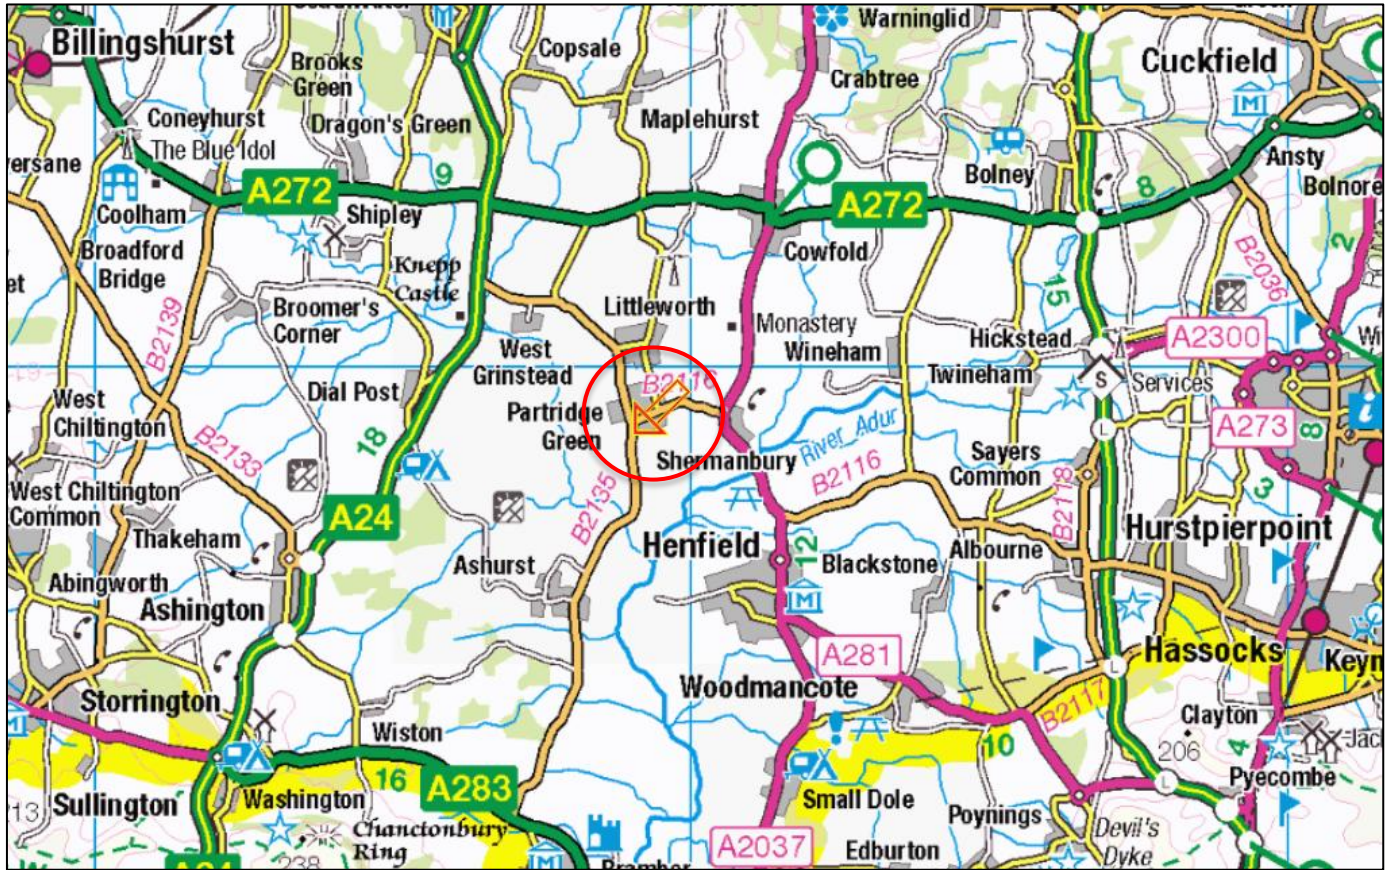 Warninglid
Billingshurst
Copsale
Cuckfield
Brooks
Green
Crabtree
Coneyhurst
Dragon's Green
Maplehurst
The Blue Idol
Bolney
Ansty
9
8
A272
A272
Bolnore
Coolham
Shipley
Cowfold
2
Broadford
Bridge
Knepp
Castle
B2036
15
B2139
Broomer's
Corner
Littleworth
Monastery
Hickstead
A2300
West
Grinstead
Wineham
Twineham
S
Services
B2116
Dial Post
Partridge
Green
West
Chiltington
A273
8
18
River Adur
L
B2133
Shermanbury
Sayers
Common
B2116
B2118
3
West Chiltington
Common
B2135
A24
Hurstpierpoint
Thakeham
Henfield
12
Albourne
Ashurst
Blackstone
Abingworth
Ashington
A281
Hassocks
L
Storrington
Woodmancote
B2117
Clayton
Wiston
10
206
4
16
A283
Pyecombe
L
Sullington
Washington
Small Dole
Poynings
Chanctonbury
Ring
238
A2037
Edburton
Devil's
Dyke